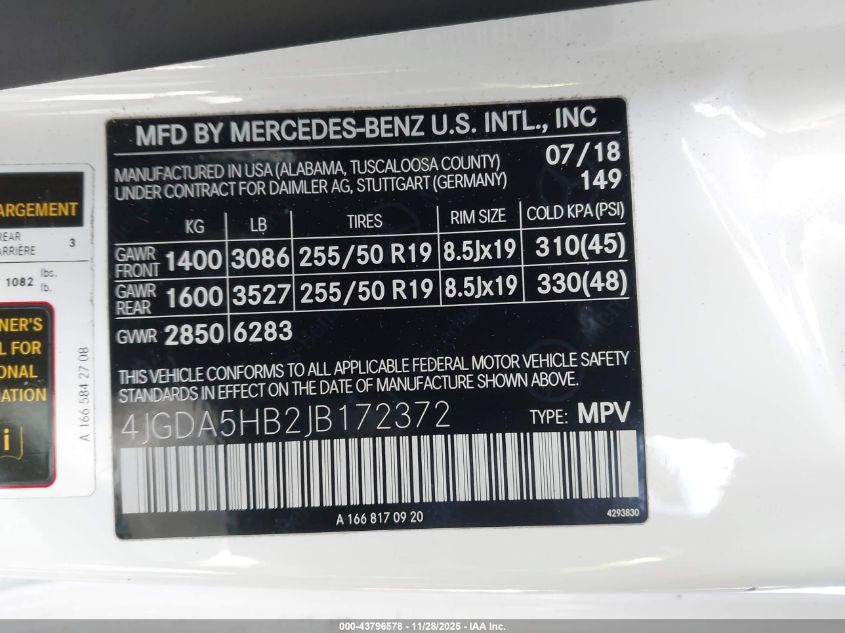 MFD BY MERCEDES-BENZ U.S. INTL., INC
MANUFACTURED IN USA (ALABAMA, TUSCALOOSA COUNTY)
UNDER CONTRACT FOR DAIMLER AG, STUTTGART (GERMANY)
07/18
149
KG LB TIRES RIM SIZE COLD KPA (PSI)
GAWR FRONT 1400 3086 255/50 R19 8.5Jx19 310(45)
GAWR REAR 1600 3527 255/50 R19 8.5Jx19 330(48)
GVWR 2850 6283
THIS VEHICLE CONFORMS TO ALL APPLICABLE FEDERAL MOTOR VEHICLE SAFETY
STANDARDS IN EFFECT ON THE DATE OF MANUFACTURE SHOWN ABOVE.
4JGDA5HB2JB172372 TYPE: MPV
A 166 817 09 20
4293830
ARGEMENT
REAR 3
ARRIÈRE
1082 lbs.
lb.
NER'S
L FOR
ONAL
ATION
i
A 166 584 27 08
000-43796578 — 11/28/2025 — IAA Inc.